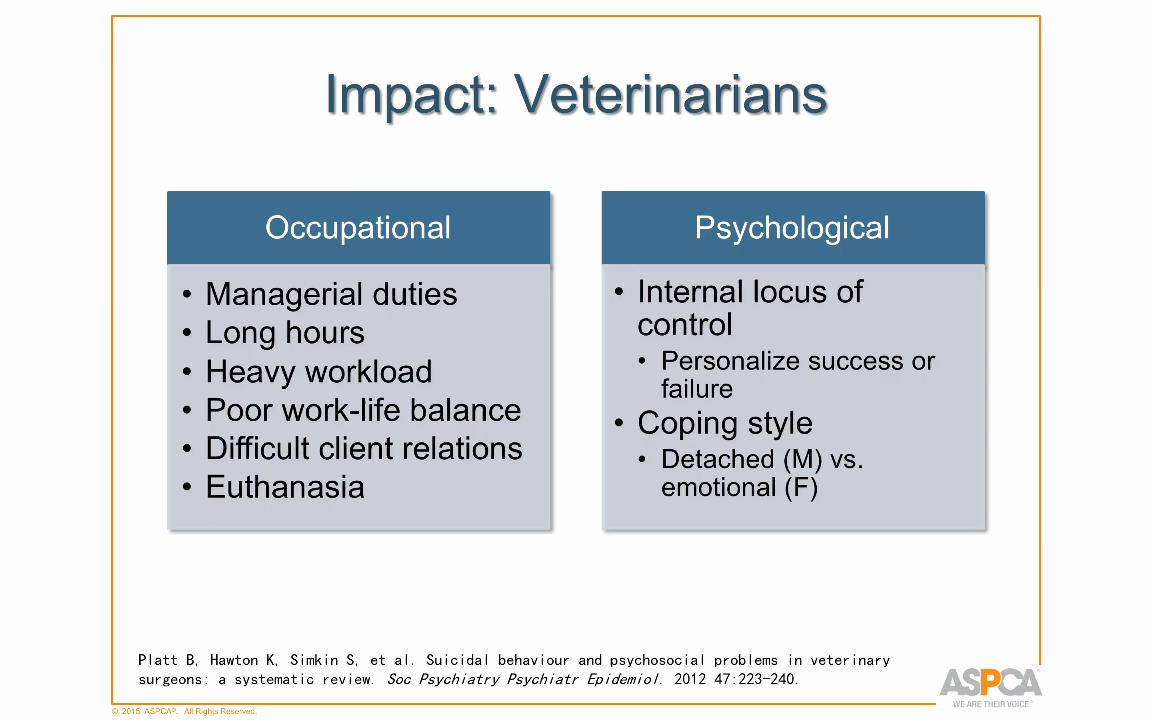 Impact: Veterinarians
Occupational
• Managerial duties
• Long hours
• Heavy workload
• Poor work-life balance
• Difficult client relations
• Euthanasia
Psychological
• Internal locus of
control
• Personalize success or
failure
• Coping style
• Detached (M) vs.
emotional (F)
Platt B, Hawton K, Simkin S, et al. Suicidal behaviour and psychosocial problems in veterinary
surgeons: a systematic review. Soc Psychiatry Psychiatr Epidemiol. 2012 47:223-240.
ASPCA®
WE ARE THEIR VOICE®
© 2015 ASPCA®. All Rights Reserved.